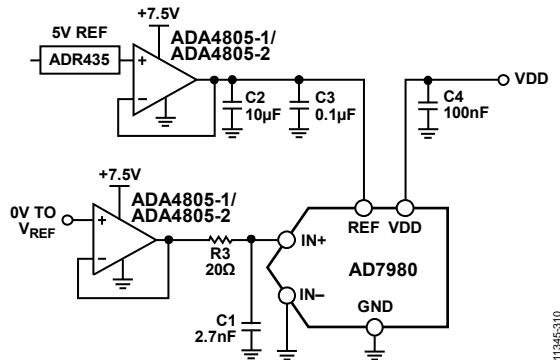 +7.5V
5V REF
ADR435
+
−
ADA4805-1/
ADA4805-2
C2
10µF
C3
0.1µF
C4
100nF
VDD
+7.5V
0V TO
VREF
+
−
ADA4805-1/
ADA4805-2
R3
20Ω
C1
2.7nF
IN+
IN−
REF
VDD
AD7980
GND
11345-310